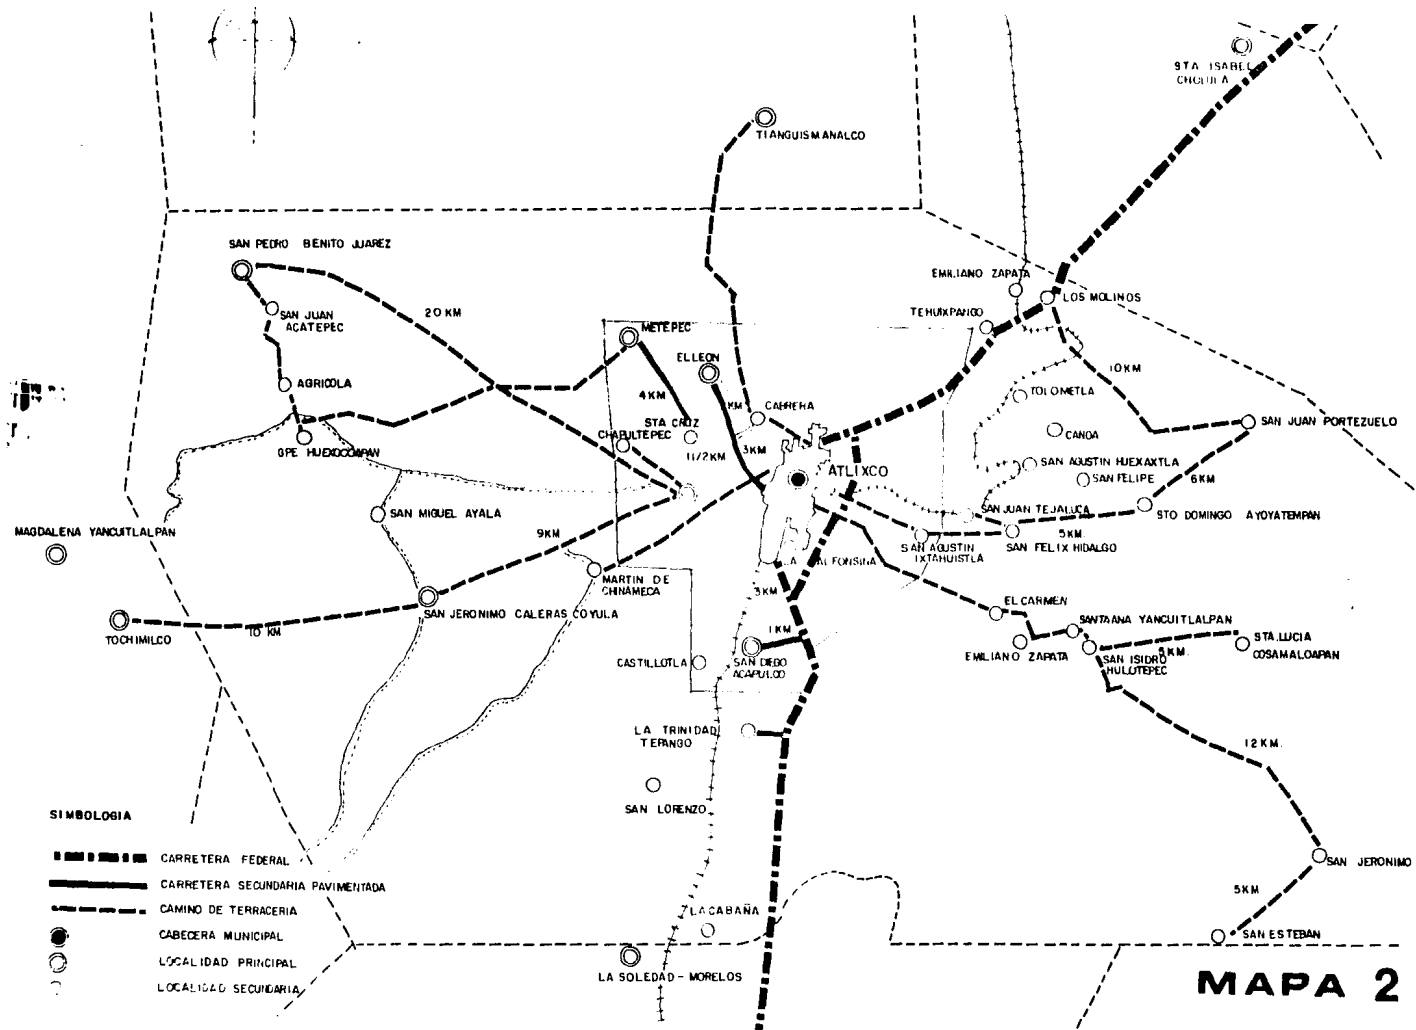 STA ISABEL
CHOLULA
TIANGUISMANALCO
SAN PEDRO BENITO JUAREZ
EMILIANO ZAPATA
LOS MOLINOS
SAN JUAN
ACATEPEC
20 KM
TEHUIXPANGO
METEPEC
EL LEON
10 KM
AGRICOLA
4 KM
KM
CABRERA
TOLOMETLA
STA CRUZ
SAN JUAN PORTEZUELO
CHAPULTEPEC
CANOA
GPE HUEXOCOAPAN
11/2 KM
3 KM
ATLIXCO
SAN AGUSTIN HUEXAXTLA
SAN FELIPE
6 KM
SAN MIGUEL AYALA
SAN JUAN TEJALUCA
STO DOMINGO AYOYATEMPAN
MAGDALENA YANCUITLALPAN
9 KM
5 KM.
SAN AGUSTIN
IXTAHUISTLA
SAN FELIX HIDALGO
LA ALFONSINA
MARTIN DE
CHINAMECA
3 KM
SAN JERONIMO CALERAS COYULA
EL CARMEN
TOCHIMILCO
10 KM
1 KM
SANTA ANA YANCUITLALPAN
EMILIANO ZAPATA
5 KM.
STA. LUCIA
COSAMALOAPAN
CASTILLOTLA
SAN DIEGO
ACAPULCO
SAN ISIDRO
HULOTEPEC
LA TRINIDAD
TEPANGO
12 KM.
SAN LORENZO
SIMBOLOGIA
CARRETERA FEDERAL
CARRETERA SECUNDARIA PAVIMENTADA
CAMINO DE TERRACERIA
CABECERA MUNICIPAL
LOCALIDAD PRINCIPAL
LOCALIDAD SECUNDARIA
SAN JERONIMO
5 KM
LA CABAÑA
SAN ESTEBAN
LA SOLEDAD - MORELOS
MAPA 2